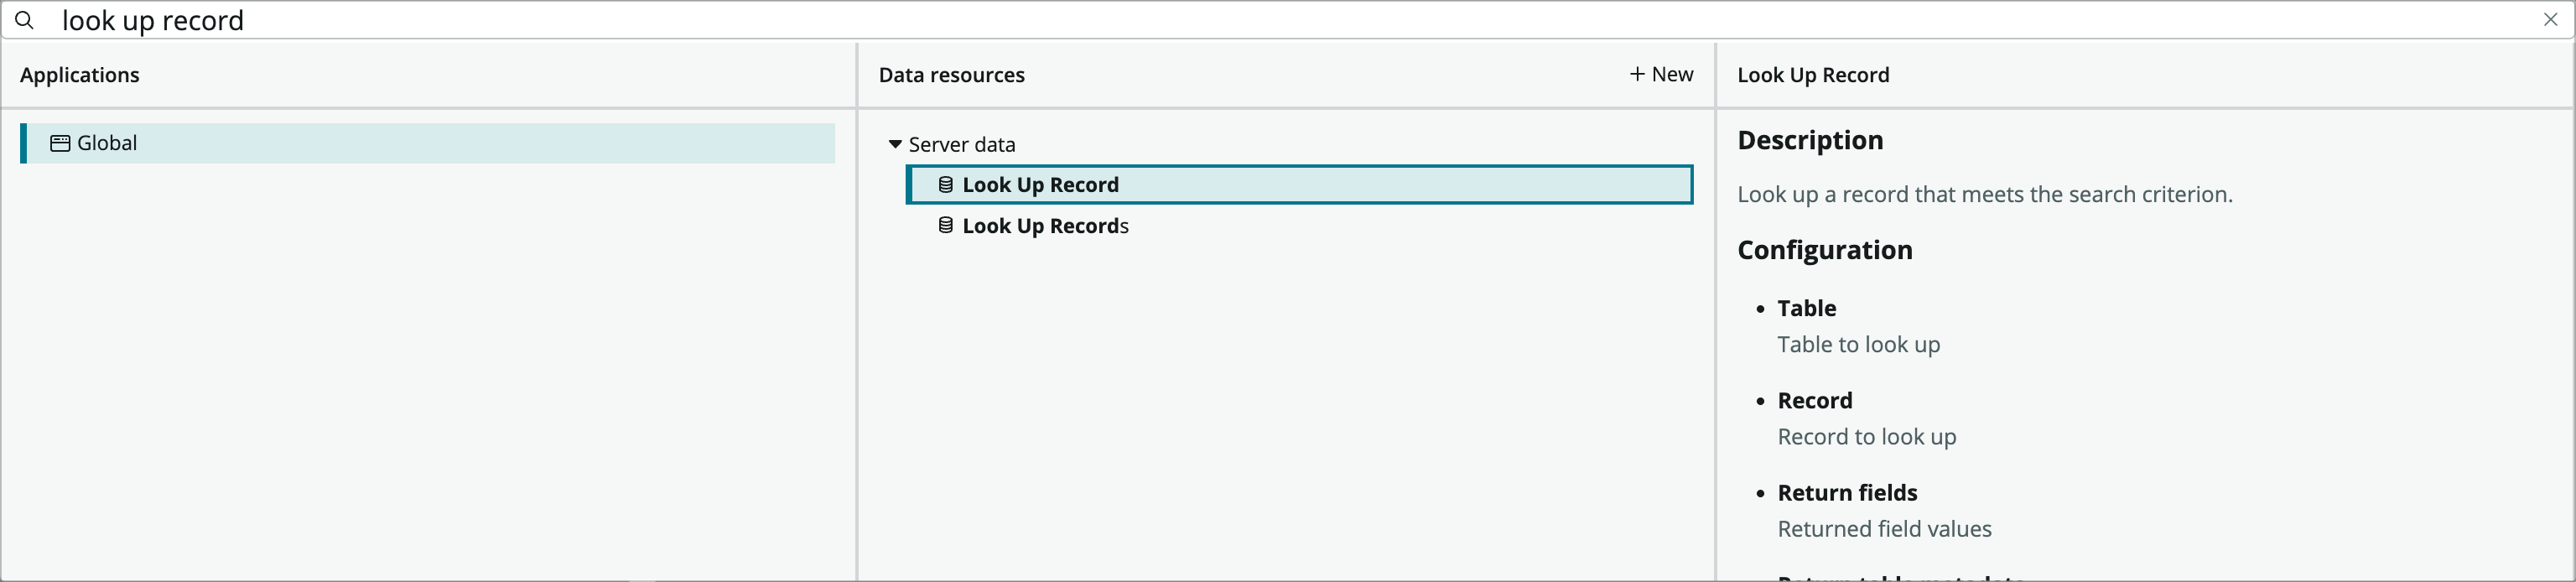 look up record
Applications
Global
Data resources
+ New
Server data
Look Up Record
Look Up Records
Look Up Record
Description
Look up a record that meets the search criterion.
Configuration
• Table
Table to look up
• Record
Record to look up
• Return fields
Returned field values